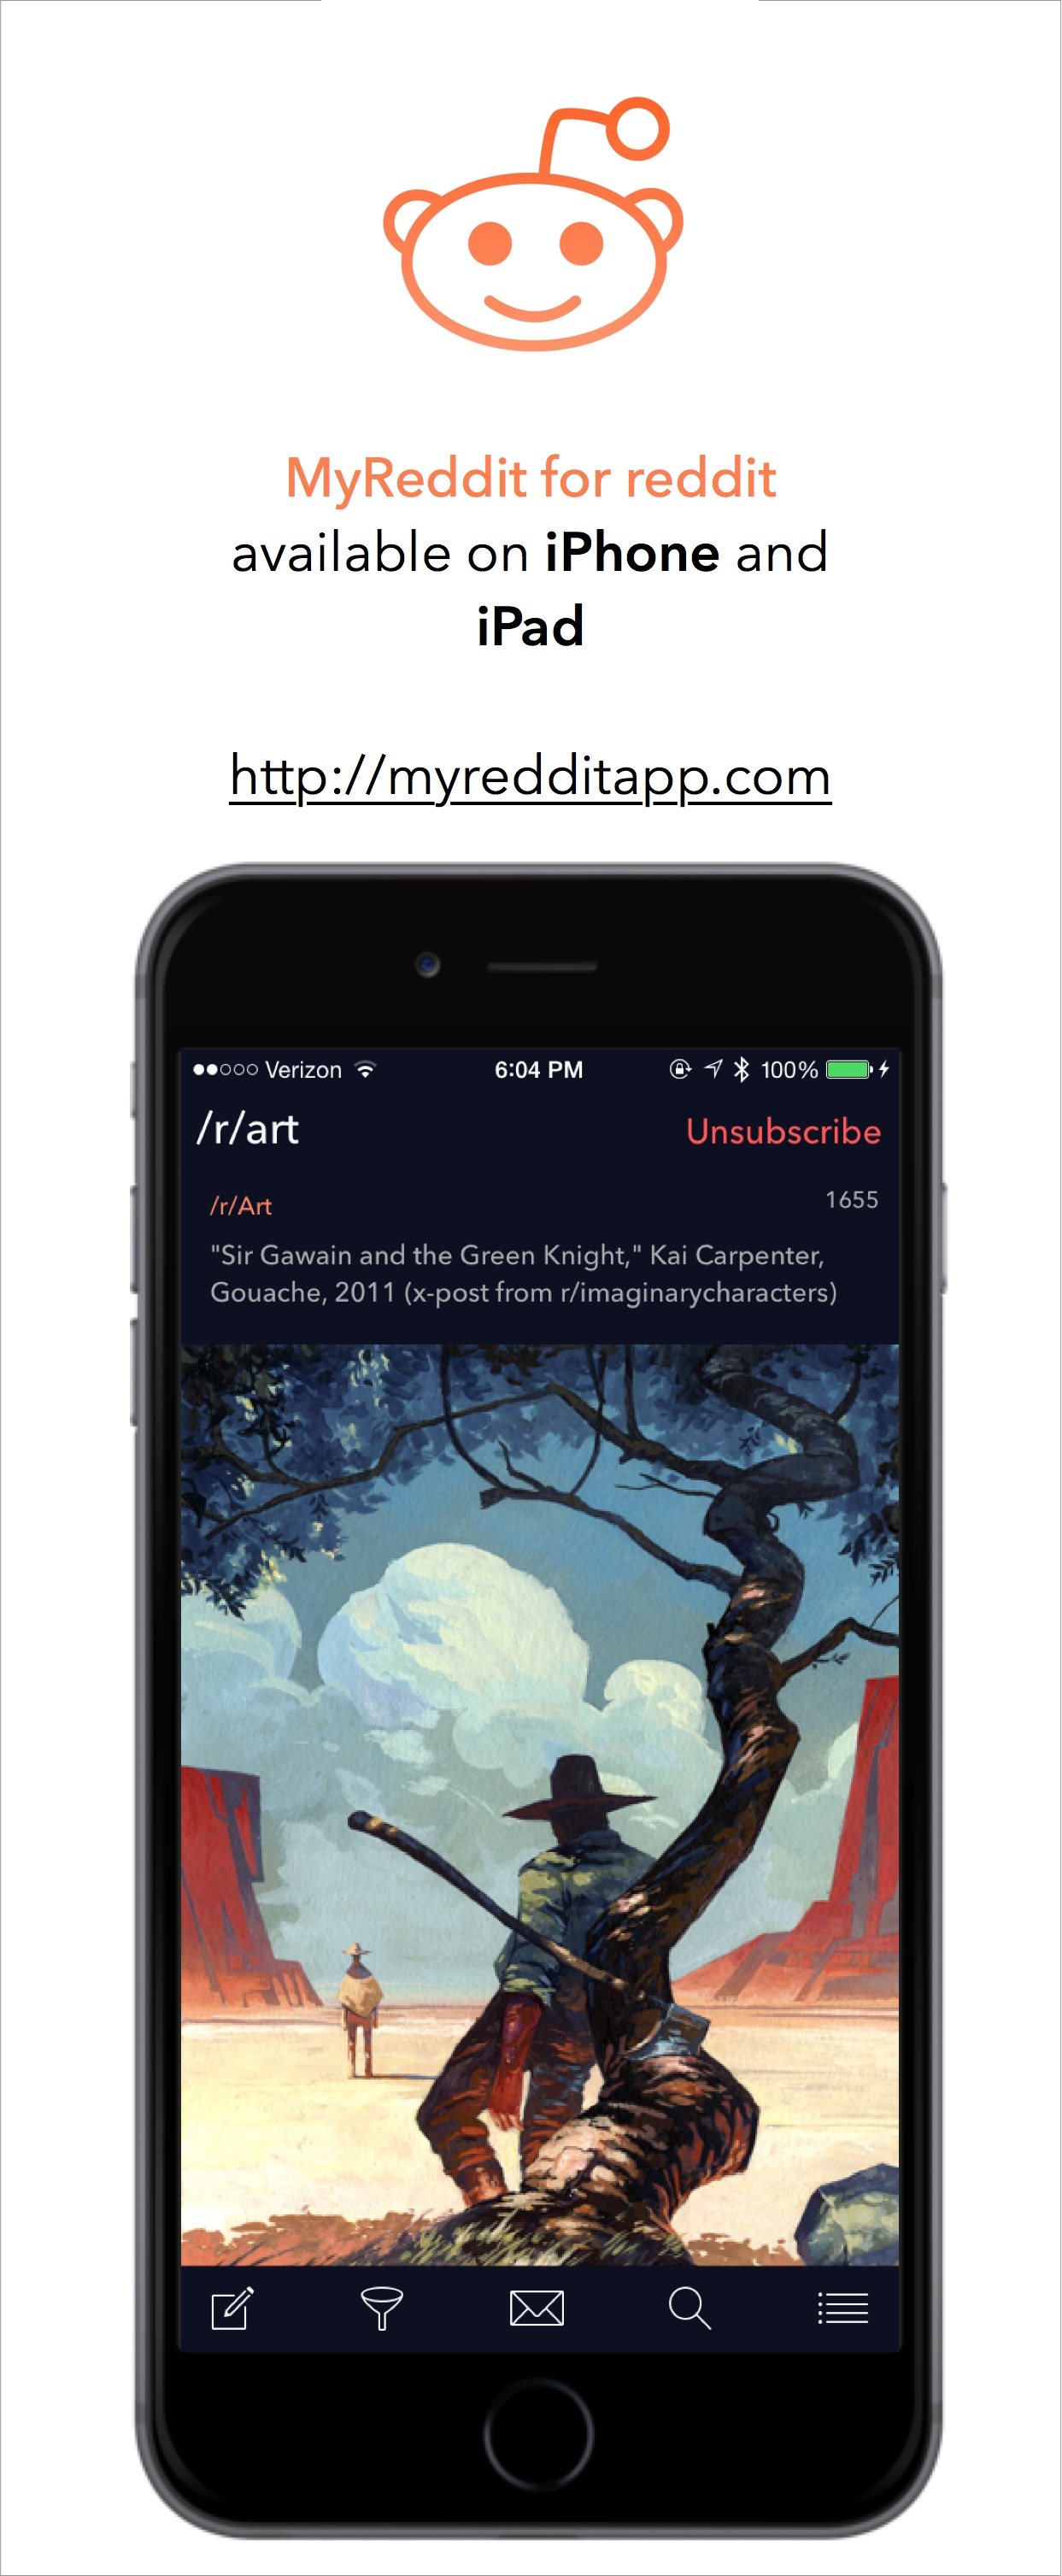 MyReddit for reddit
available on iPhone and
iPad
http://myredditapp.com
Verizon 6:04 PM 100%
/r/art Unsubscribe
/r/Art 1655
"Sir Gawain and the Green Knight," Kai Carpenter,
Gouache, 2011 (x-post from r/imaginarycharacters)